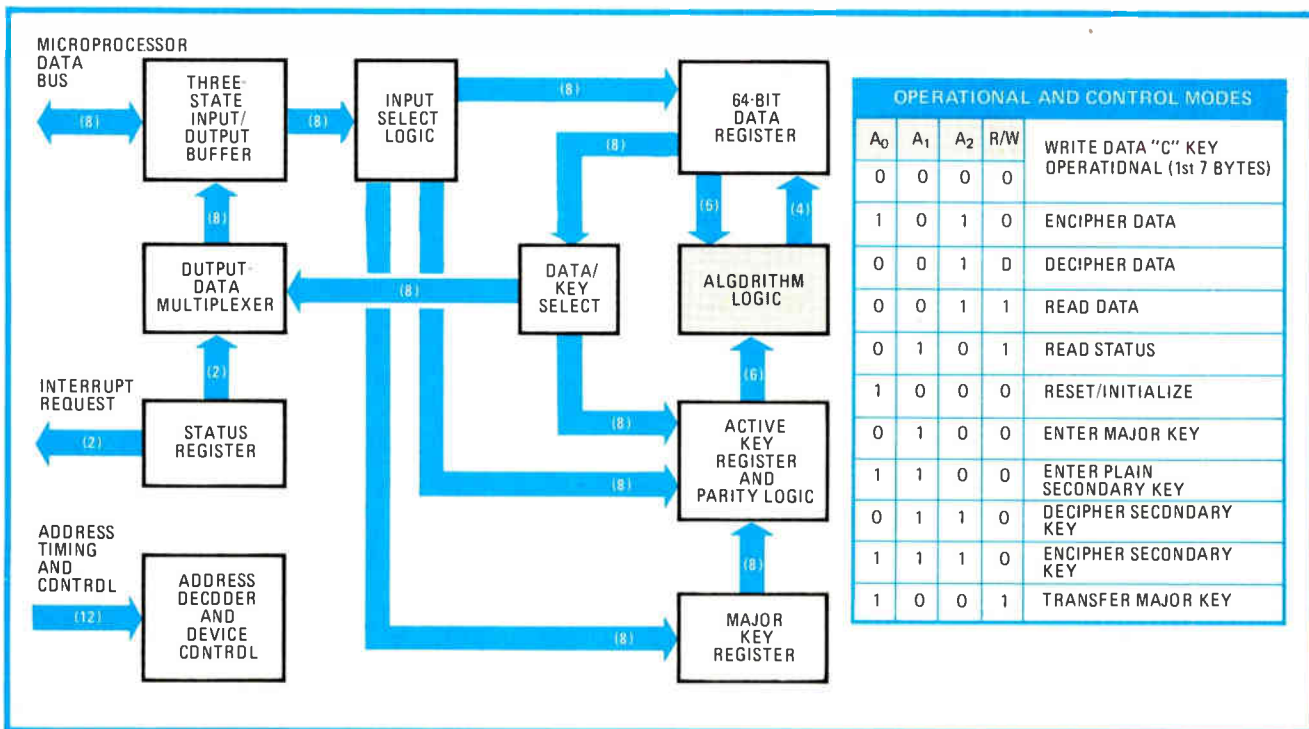 MICROPROCESSOR
DATA
BUS
(8)
THREE-
STATE
INPUT/
OUTPUT
BUFFER
(8)
INPUT
SELECT
LOGIC
(8)
64-BIT
DATA
REGISTER
(8)
(8)
(6)
(4)
OUTPUT-
DATA
MULTIPLEXER
(8)
DATA/
KEY
SELECT
ALGORITHM
LOGIC
(2)
(6)
INTERRUPT
REQUEST
(2)
STATUS
REGISTER
(8)
(8)
ACTIVE
KEY
REGISTER
AND
PARITY LOGIC
(8)
ADDRESS
TIMING
AND
CONTROL
(12)
ADDRESS
DECODER
AND
DEVICE
CONTROL
(8)
MAJOR
KEY
REGISTER
OPERATIONAL AND CONTROL MODES
A0 A1 A2 R/W WRITE DATA "C" KEY
OPERATIONAL (1st 7 BYTES)
0 0 0 0
1 0 1 0 ENCIPHER DATA
0 0 1 0 DECIPHER DATA
0 0 1 1 READ DATA
0 1 0 1 READ STATUS
1 0 0 0 RESET/INITIALIZE
0 1 0 0 ENTER MAJOR KEY
1 1 0 0 ENTER PLAIN
SECONDARY KEY
0 1 1 0 DECIPHER SECONDARY
KEY
1 1 1 0 ENCIPHER SECONDARY
KEY
1 0 0 1 TRANSFER MAJOR KEY